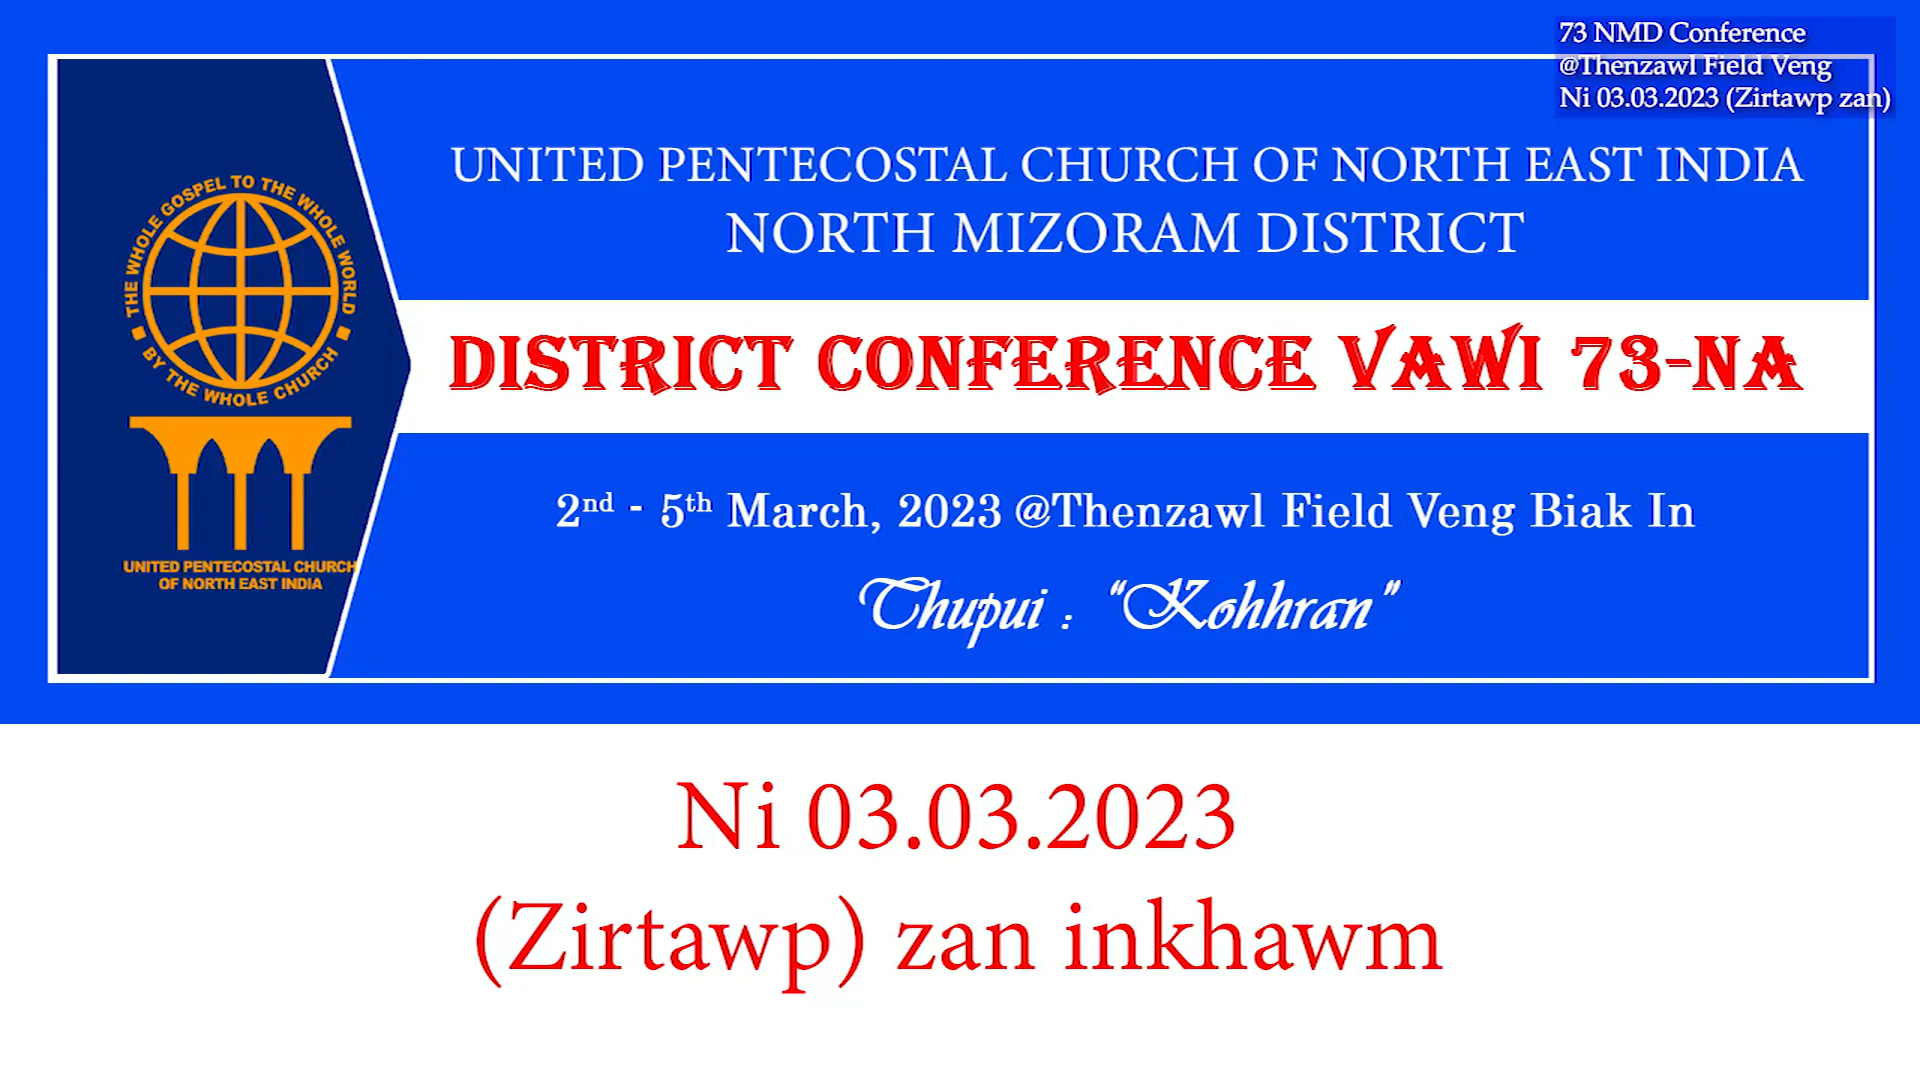 73 NMD Conference
@Thenzawl Field Veng
Ni 03.03.2023 (Zirtawp zan)
UNITED PENTECOSTAL CHURCH OF NORTH EAST INDIA
NORTH MIZORAM DISTRICT
THE WHOLE GOSPEL TO THE WHOLE WORLD
BY THE WHOLE CHURCH
UNITED PENTECOSTAL CHURCH
OF NORTH EAST INDIA
DISTRICT CONFERENCE VAWI 73-NA
2nd - 5th March, 2023 @Thenzawl Field Veng Biak In
Thupui : "Kohhran"
Ni 03.03.2023
(Zirtawp) zan inkhawm